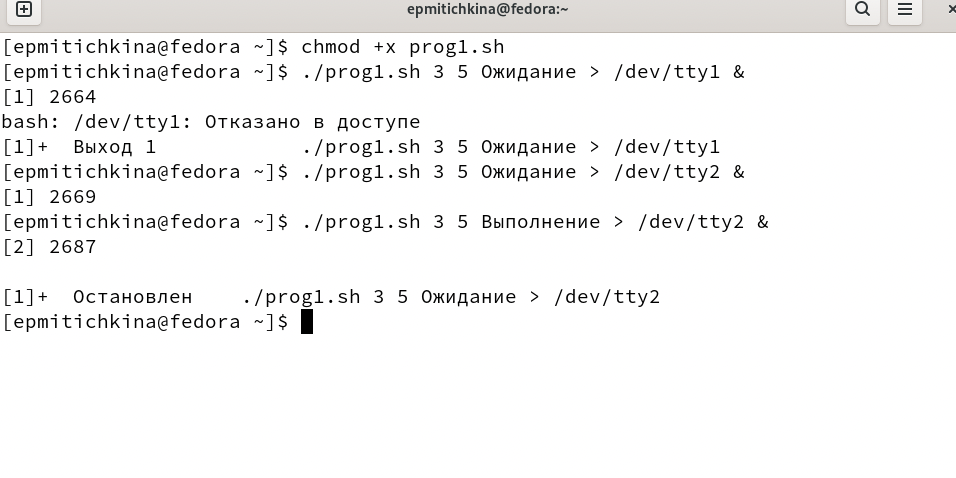 epmitichkina@fedora:~
[epmitichkina@fedora ~]$ chmod +x prog1.sh
[epmitichkina@fedora ~]$ ./prog1.sh 3 5 Ожидание > /dev/tty1 &
[1] 2664
bash: /dev/tty1: Отказано в доступе
[1]+  Выход 1            ./prog1.sh 3 5 Ожидание > /dev/tty1
[epmitichkina@fedora ~]$ ./prog1.sh 3 5 Ожидание > /dev/tty2 &
[1] 2669
[epmitichkina@fedora ~]$ ./prog1.sh 3 5 Выполнение > /dev/tty2 &
[2] 2687
[1]+  Остановлен    ./prog1.sh 3 5 Ожидание > /dev/tty2
[epmitichkina@fedora ~]$